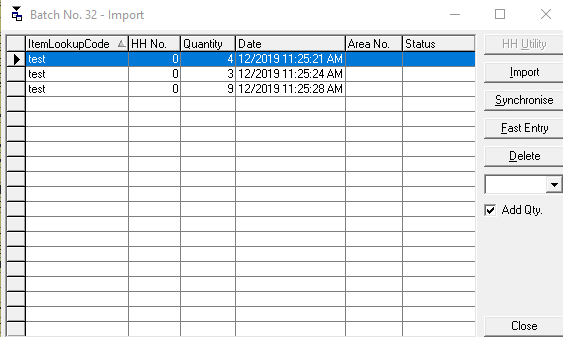 Batch No. 32 - Import
ItemLookupCode HH No. Quantity Date Area No. Status
test 0 4 12/2019 11:25:21 AM
test 0 3 12/2019 11:25:24 AM
test 0 9 12/2019 11:25:28 AM
HH Utility
Import
Synchronise
Fast Entry
Delete
Add Qty.
Close